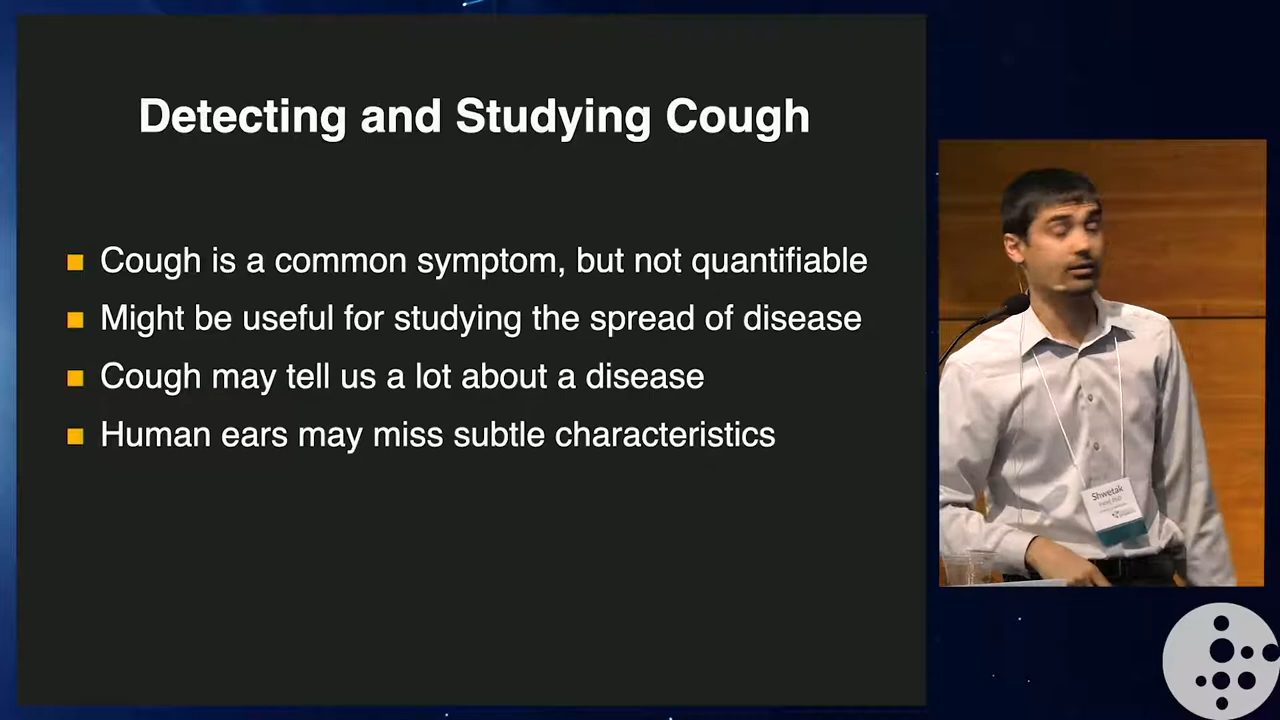 Detecting and Studying Cough
Cough is a common symptom, but not quantifiable
Might be useful for studying the spread of disease
Cough may tell us a lot about a disease
Human ears may miss subtle characteristics
Shwetak